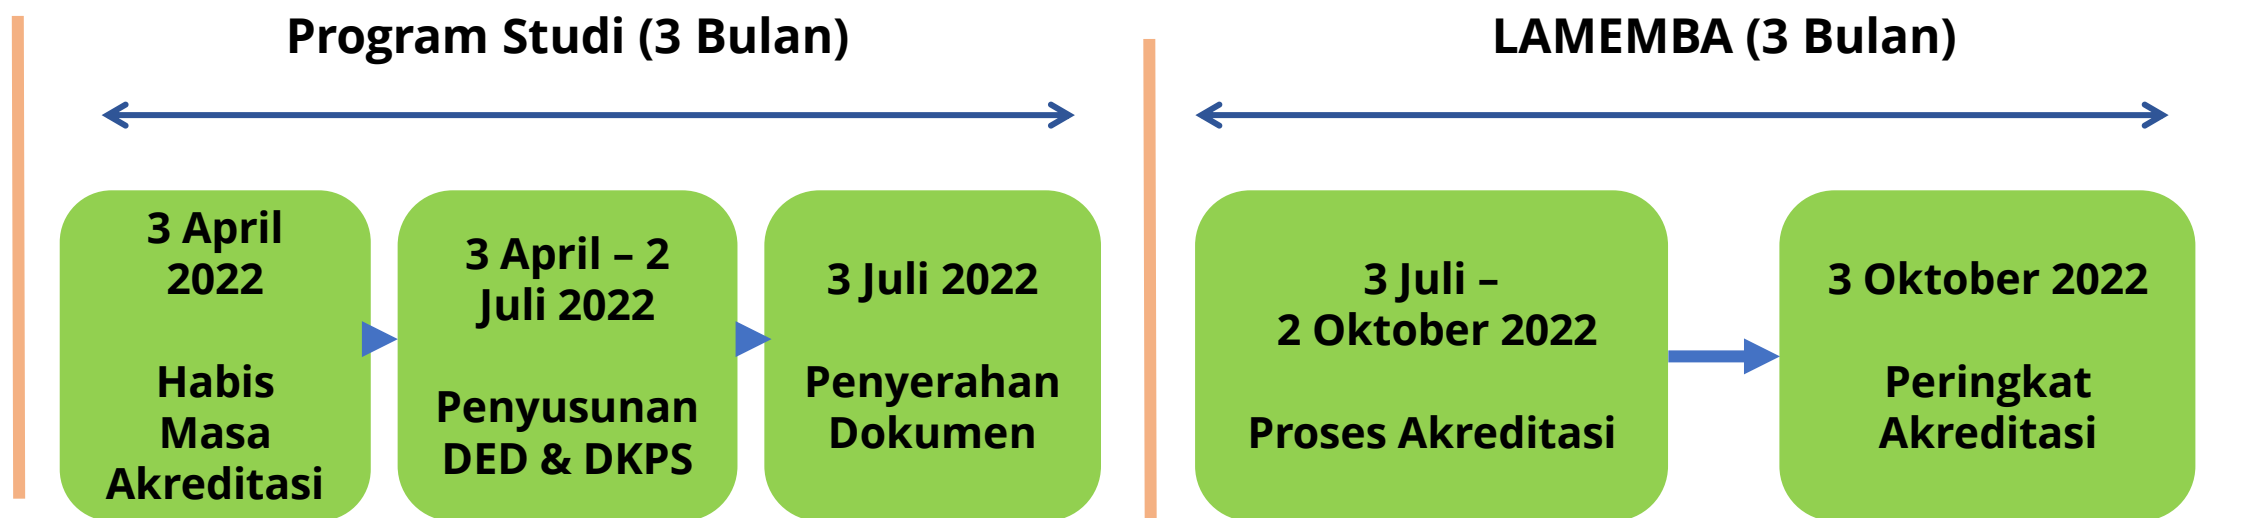 Program Studi (3 Bulan)
LAMEMBA (3 Bulan)
3 April
2022
Habis
Masa
Akreditasi
3 April – 2
Juli 2022
Penyusunan
DED & DKPS
3 Juli 2022
Penyerahan
Dokumen
3 Juli –
2 Oktober 2022
Proses Akreditasi
3 Oktober 2022
Peringkat
Akreditasi